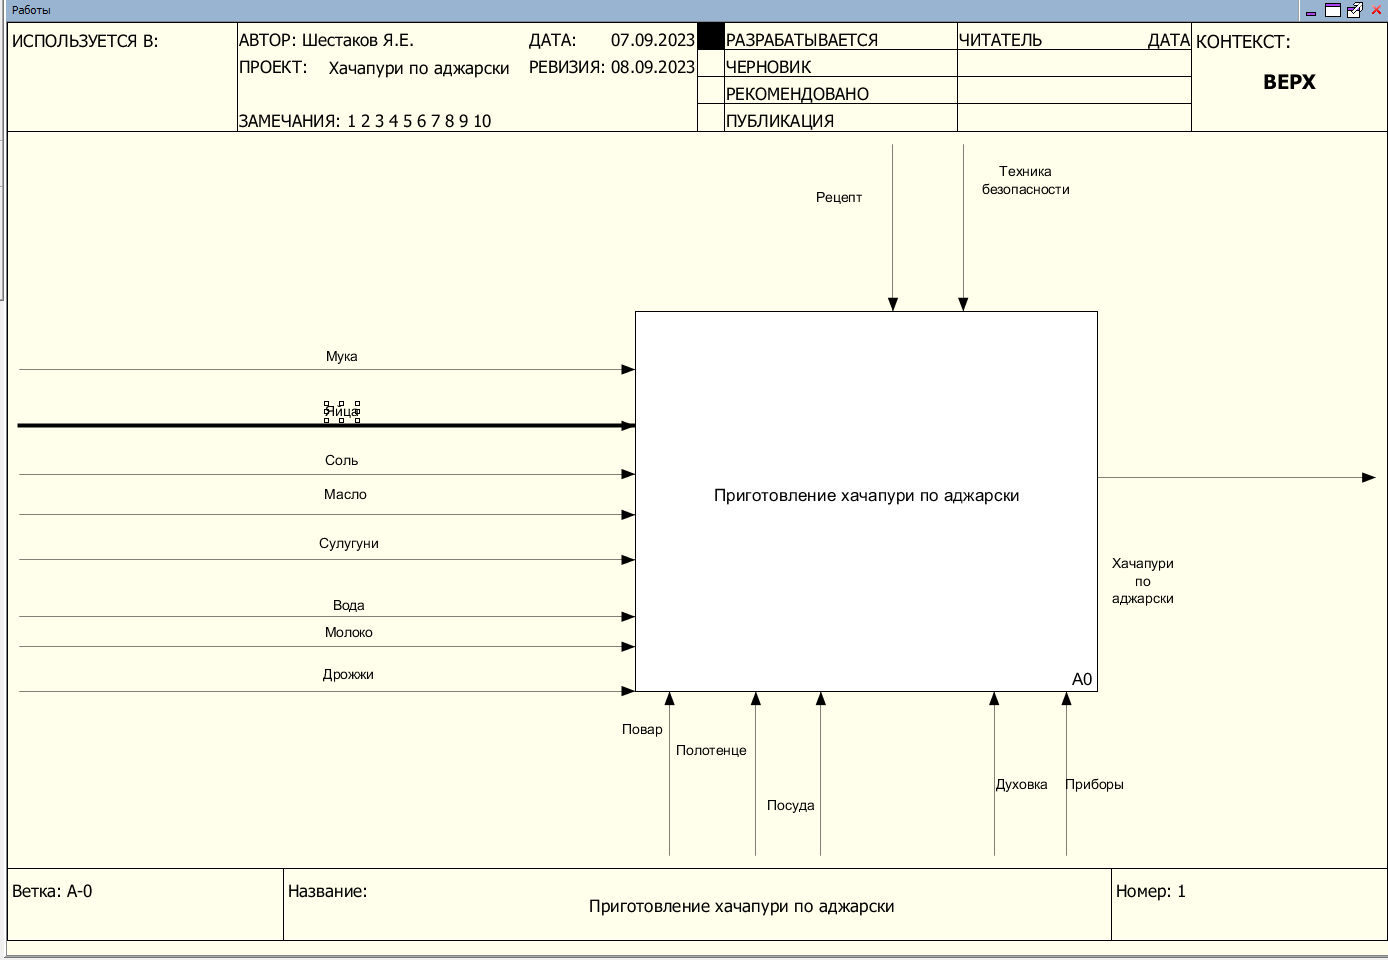 Работы
ИСПОЛЬЗУЕТСЯ В:
АВТОР: Шестаков Я.Е.
ДАТА: 07.09.2023
ПРОЕКТ: Хачапури по аджарски
РЕВИЗИЯ: 08.09.2023
ЗАМЕЧАНИЯ: 1 2 3 4 5 6 7 8 9 10
РАЗРАБАТЫВАЕТСЯ
ЧЕРНОВИК
РЕКОМЕНДОВАНО
ПУБЛИКАЦИЯ
ЧИТАТЕЛЬ
ДАТА
КОНТЕКСТ:
ВЕРХ
Рецепт
Техника
безопасности
Мука
Яйца
Соль
Масло
Сулугуни
Вода
Молоко
Дрожжи
Приготовление хачапури по аджарски
A0
Хачапури
по
аджарски
Повар
Полотенце
Посуда
Духовка
Приборы
Ветка: A-0
Название:
Приготовление хачапури по аджарски
Номер: 1